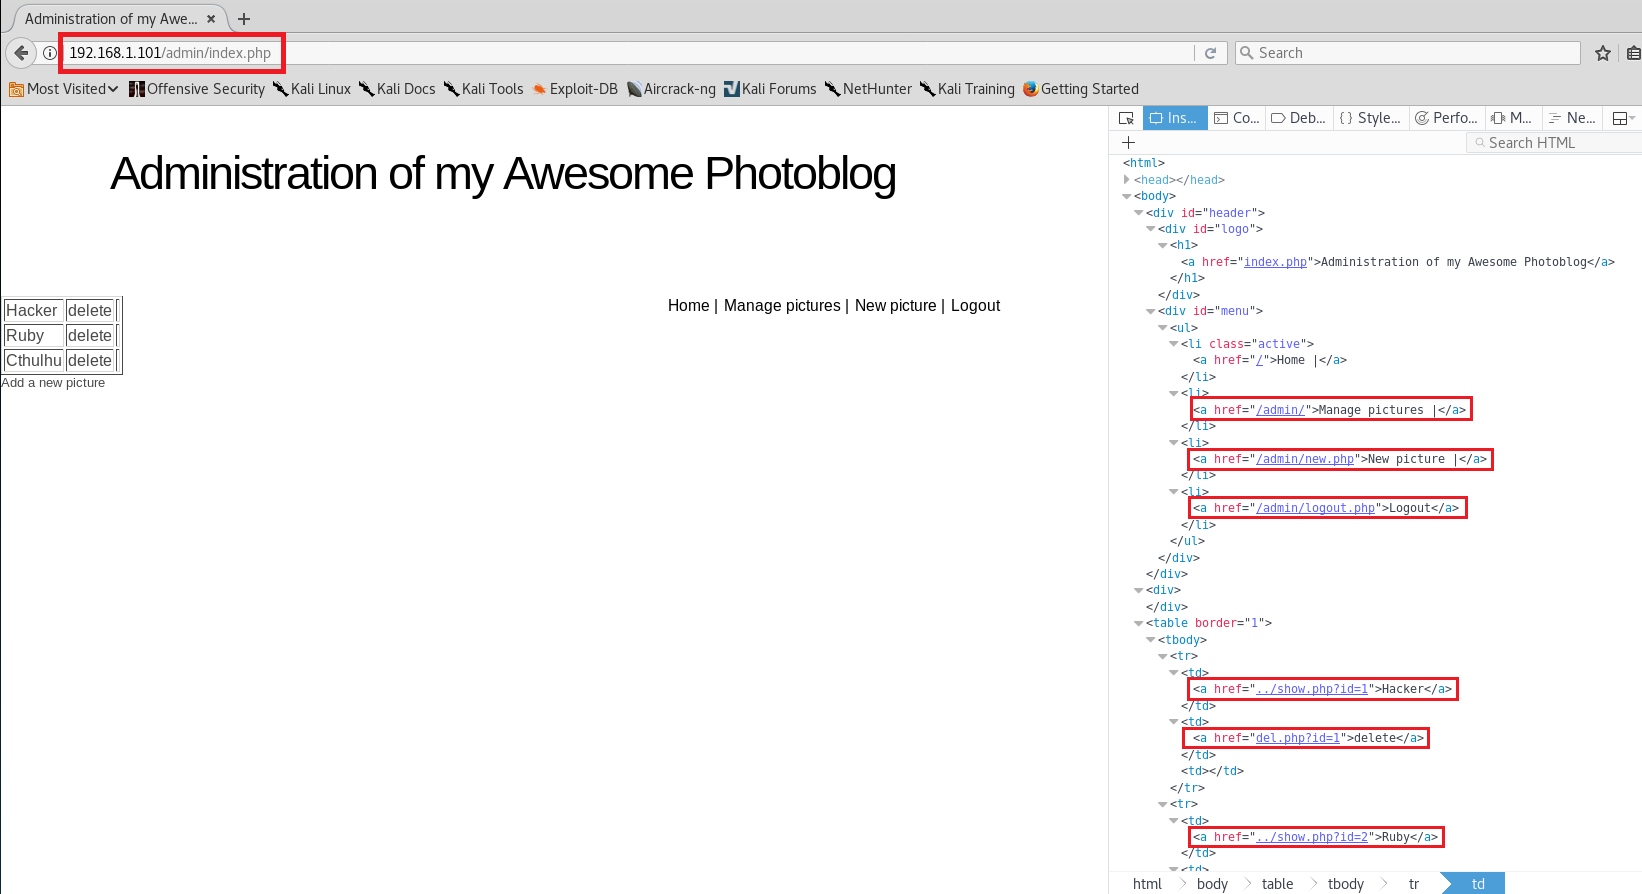 Administration of my Awe... × +
192.168.1.101/admin/index.php
Search
Most Visited Offensive Security Kali Linux Kali Docs Kali Tools Exploit-DB Aircrack-ng Kali Forums NetHunter Kali Training Getting Started
Administration of my Awesome Photoblog
Home | Manage pictures | New picture | Logout
Hacker delete
Ruby delete
Cthulhu delete
Add a new picture
Ins... Co... Deb... { } Style... Perfo... M... Ne...
+ Search HTML
<html>
<head></head>
<body>
<div id="header">
<div id="logo">
<h1>
<a href="index.php">Administration of my Awesome Photoblog</a>
</h1>
</div>
<div id="menu">
<ul>
<li class="active">
<a href="/">Home |</a>
</li>
<li>
<a href="/admin/">Manage pictures |</a>
</li>
<li>
<a href="/admin/new.php">New picture |</a>
</li>
<li>
<a href="/admin/logout.php">Logout</a>
</li>
</ul>
</div>
</div>
<div>
</div>
<table border="1">
<tbody>
<tr>
<td>
<a href="../show.php?id=1">Hacker</a>
</td>
<td>
<a href="del.php?id=1">delete</a>
</td>
<td></td>
</tr>
<tr>
<td>
<a href="../show.php?id=2">Ruby</a>
</td>
<td>
html body table tbody tr td